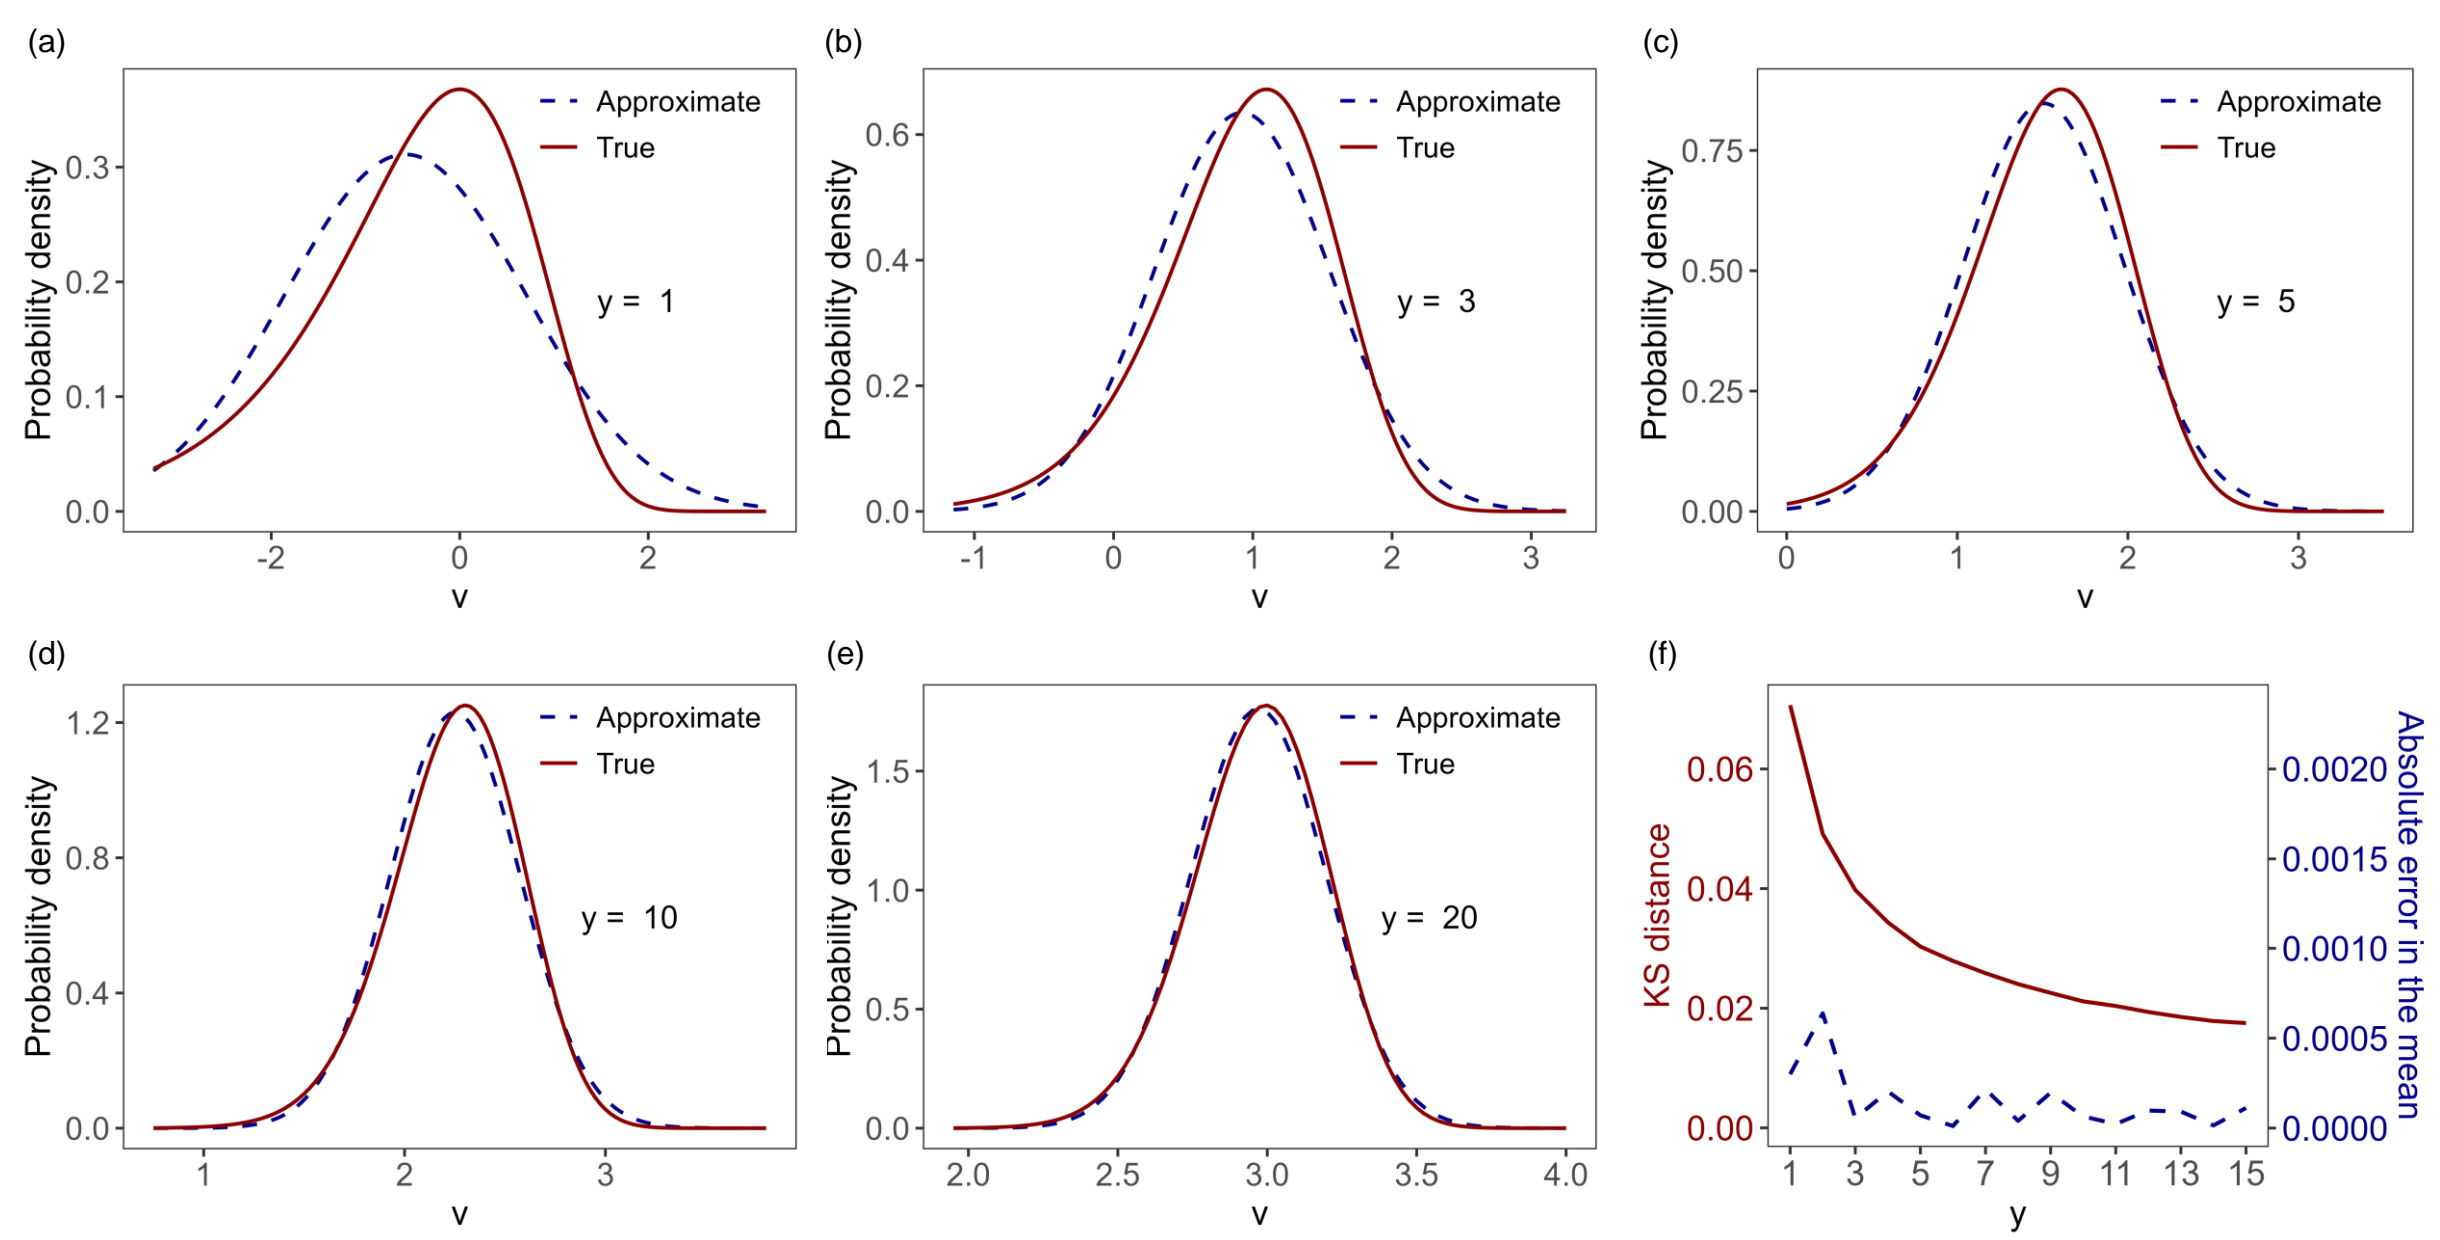 (a)
Probability density
0.3
0.2
0.1
0.0
-2 0 2
v
Approximate
True
y = 1
(b)
Probability density
0.6
0.4
0.2
0.0
-1 0 1 2 3
v
Approximate
True
y = 3
(c)
Probability density
0.75
0.50
0.25
0.00
0 1 2 3
v
Approximate
True
y = 5
(d)
Probability density
1.2
0.8
0.4
0.0
1 2 3
v
Approximate
True
y = 10
(e)
Probability density
1.5
1.0
0.5
0.0
2.0 2.5 3.0 3.5 4.0
v
Approximate
True
y = 20
(f)
KS distance
0.06
0.04
0.02
0.00
1 3 5 7 9 11 13 15
y
0.0020
0.0015
0.0010
0.0005
0.0000
Absolute error in the mean